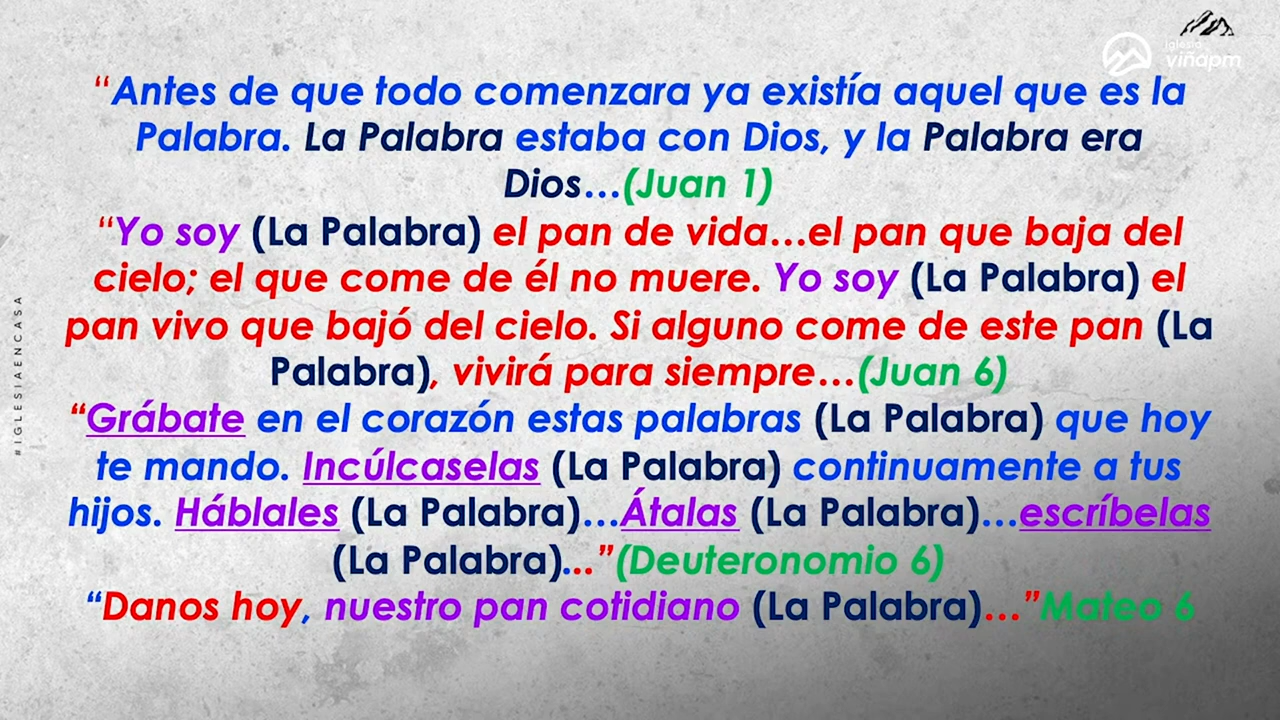 iglesia
viñapm
“Antes de que todo comenzara ya existía aquel que es la
Palabra. La Palabra estaba con Dios, y la Palabra era
Dios…(Juan 1)
“Yo soy (La Palabra) el pan de vida…el pan que baja del
cielo; el que come de él no muere. Yo soy (La Palabra) el
pan vivo que bajó del cielo. Si alguno come de este pan (La
Palabra), vivirá para siempre…(Juan 6)
“Grábate en el corazón estas palabras (La Palabra) que hoy
te mando. Incúlcaselas (La Palabra) continuamente a tus
hijos. Háblales (La Palabra)…Átalas (La Palabra)…escríbelas
(La Palabra)...”(Deuteronomio 6)
“Danos hoy, nuestro pan cotidiano (La Palabra)…”Mateo 6
#IGLESIAENCASA